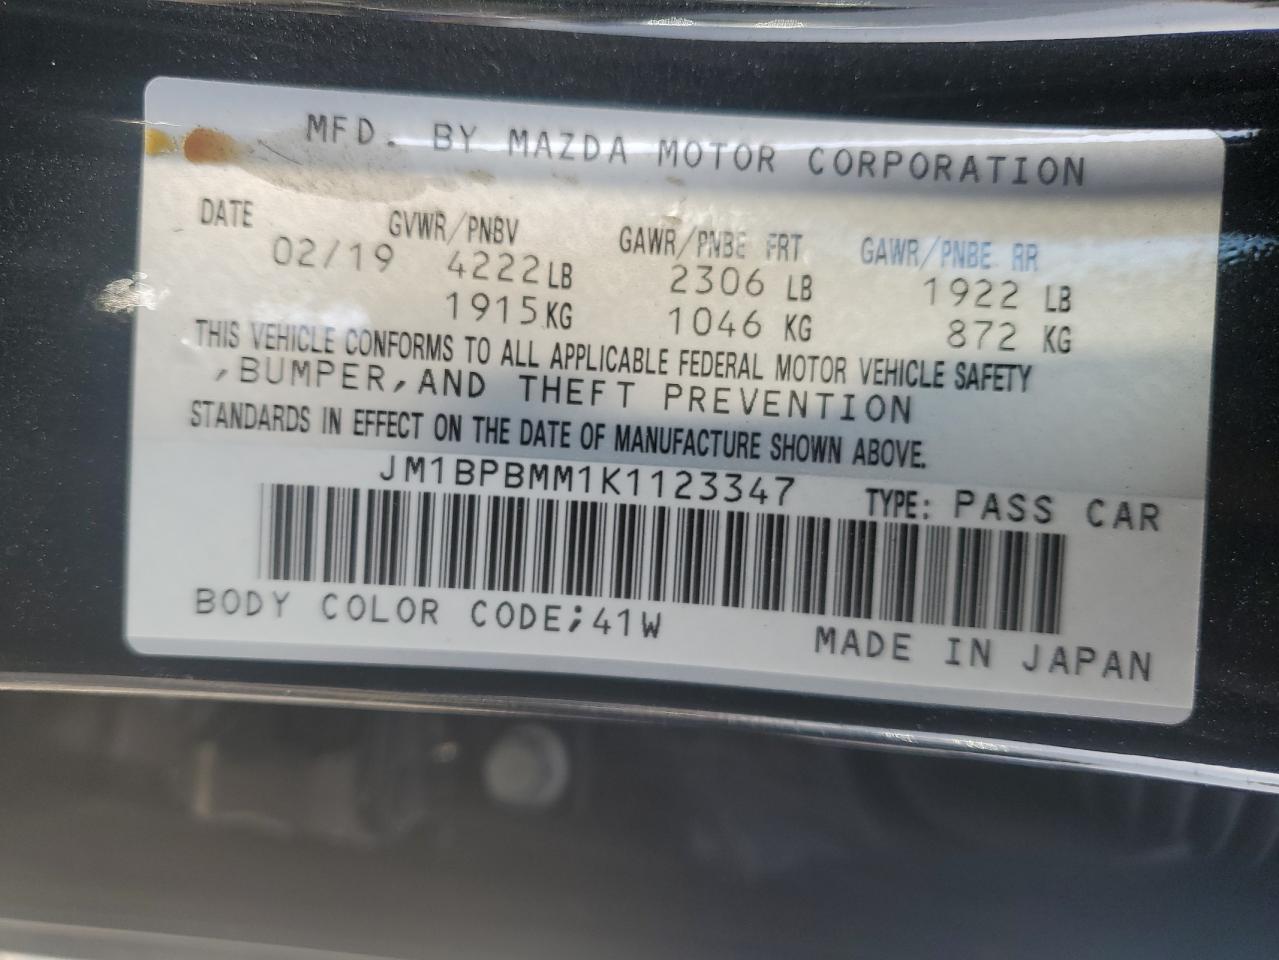 MFD. BY MAZDA MOTOR CORPORATION
DATE GVWR/PNBV GAWR/PNBE FRT GAWR/PNBE RR
02/19 4222LB 2306 LB 1922 LB
1915KG 1046 KG 872 KG
THIS VEHICLE CONFORMS TO ALL APPLICABLE FEDERAL MOTOR VEHICLE SAFETY
,BUMPER,AND THEFT PREVENTION
STANDARDS IN EFFECT ON THE DATE OF MANUFACTURE SHOWN ABOVE.
JM1BPBMM1K1123347 TYPE: PASS CAR
BODY COLOR CODE;41W MADE IN JAPAN